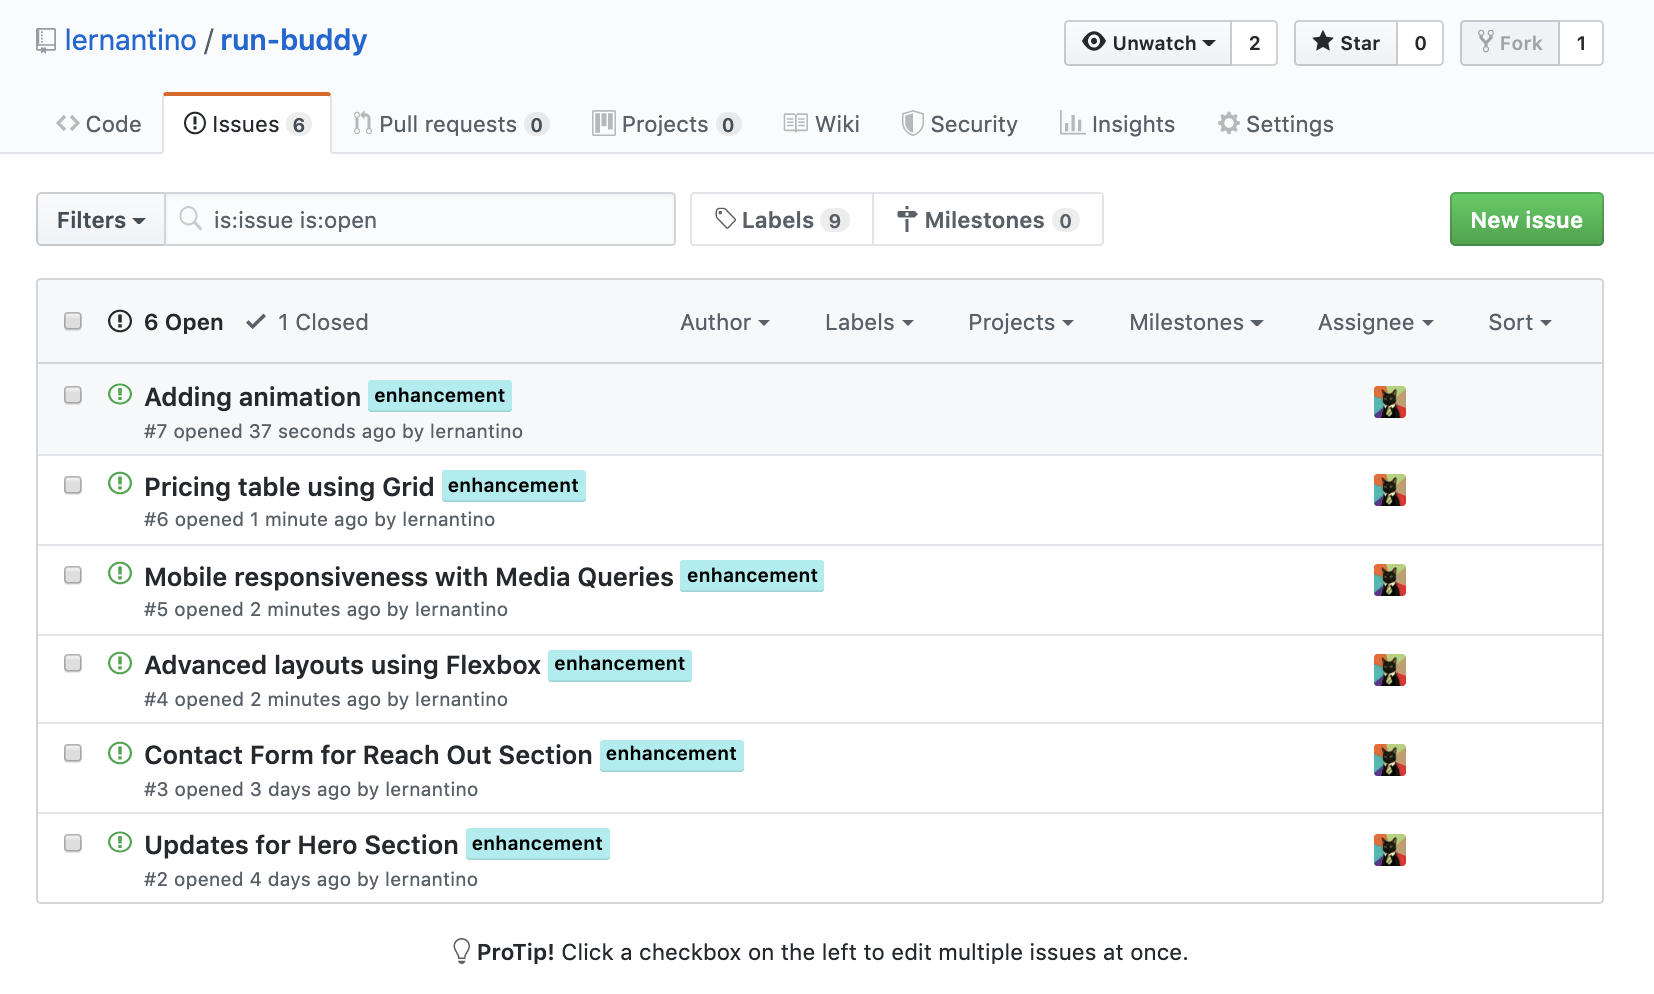 lernantino / run-buddy
Unwatch 2
Star 0
Fork 1
Code
Issues 6
Pull requests 0
Projects 0
Wiki
Security
Insights
Settings
Filters
is:issue is:open
Labels 9
Milestones 0
New issue
6 Open
1 Closed
Author
Labels
Projects
Milestones
Assignee
Sort
Adding animation enhancement
#7 opened 37 seconds ago by lernantino
Pricing table using Grid enhancement
#6 opened 1 minute ago by lernantino
Mobile responsiveness with Media Queries enhancement
#5 opened 2 minutes ago by lernantino
Advanced layouts using Flexbox enhancement
#4 opened 2 minutes ago by lernantino
Contact Form for Reach Out Section enhancement
#3 opened 3 days ago by lernantino
Updates for Hero Section enhancement
#2 opened 4 days ago by lernantino
ProTip! Click a checkbox on the left to edit multiple issues at once.